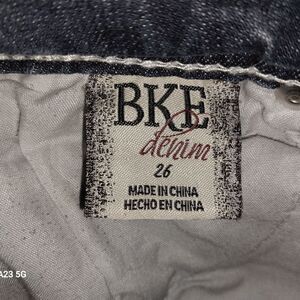 BKE
denim
26
MADE IN CHINA
HECHO EN CHINA
A23 5G